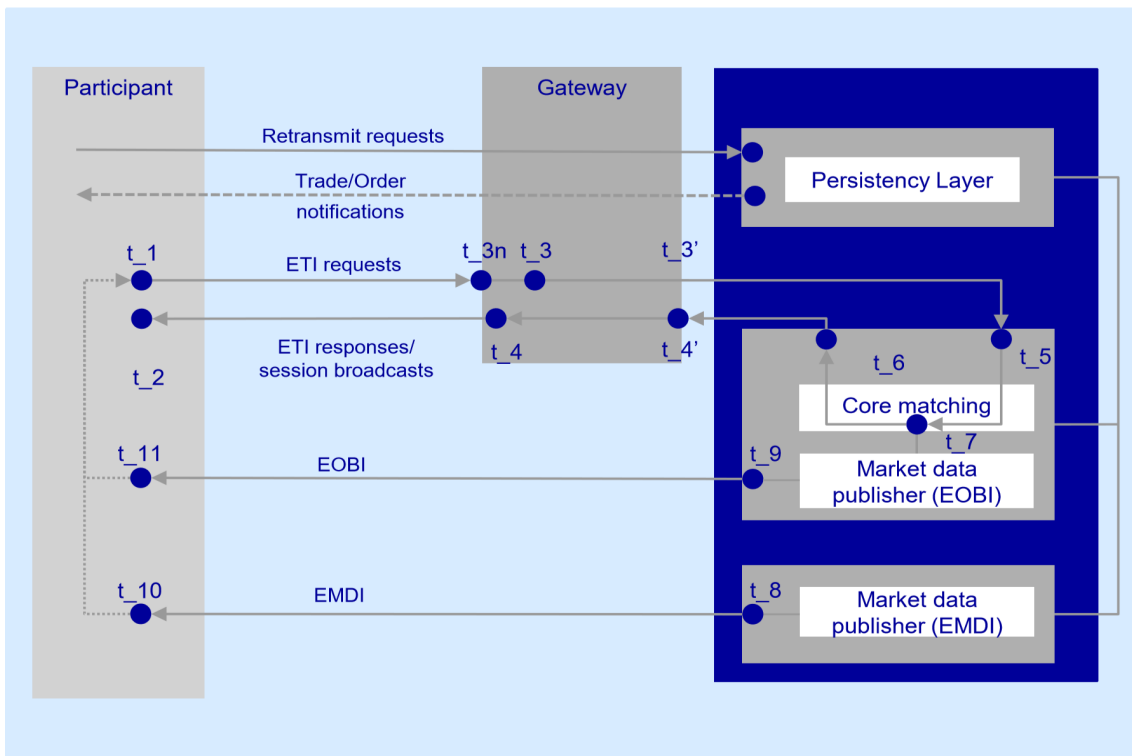 Participant
Gateway
Retransmit requests
Trade/Order
notifications
Persistency Layer
t_1
ETI requests
t_3n
t_3
t_3’
t_2
ETI responses/
session broadcasts
t_4
t_4’
t_6
t_5
Core matching
t_7
t_11
EOBI
t_9
Market data
publisher (EOBI)
t_10
EMDI
t_8
Market data
publisher (EMDI)